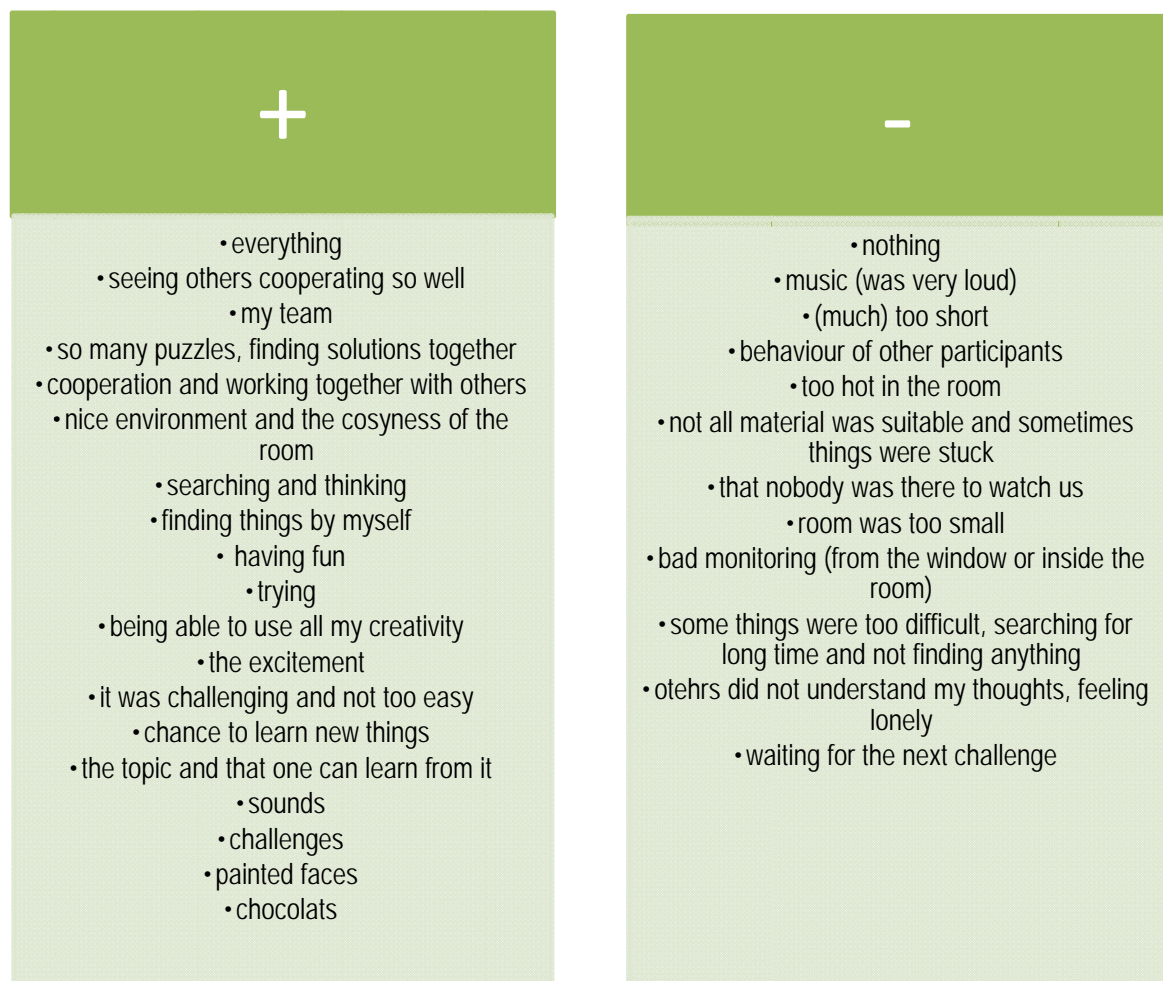 +
• everything
• seeing others cooperating so well
• my team
• so many puzzles, finding solutions together
• cooperation and working together with others
• nice environment and the cosyness of the
room
• searching and thinking
• finding things by myself
• having fun
• trying
• being able to use all my creativity
• the excitement
• it was challenging and not too easy
• chance to learn new things
• the topic and that one can learn from it
• sounds
• challenges
• painted faces
• chocolats
-
• nothing
• music (was very loud)
• (much) too short
• behaviour of other participants
• too hot in the room
• not all material was suitable and sometimes
things were stuck
• that nobody was there to watch us
• room was too small
• bad monitoring (from the window or inside the
room)
• some things were too difficult, searching for
long time and not finding anything
• otehrs did not understand my thoughts, feeling
lonely
• waiting for the next challenge